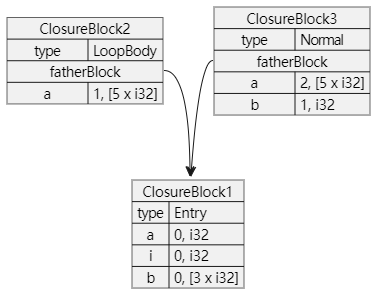 ClosureBlock2
type LoopBody
fatherBlock
a 1, [5 x i32]
ClosureBlock3
type Normal
fatherBlock
a 2, [5 x i32]
b 1, i32
ClosureBlock1
type Entry
a 0, i32
i 0, i32
b 0, [3 x i32]